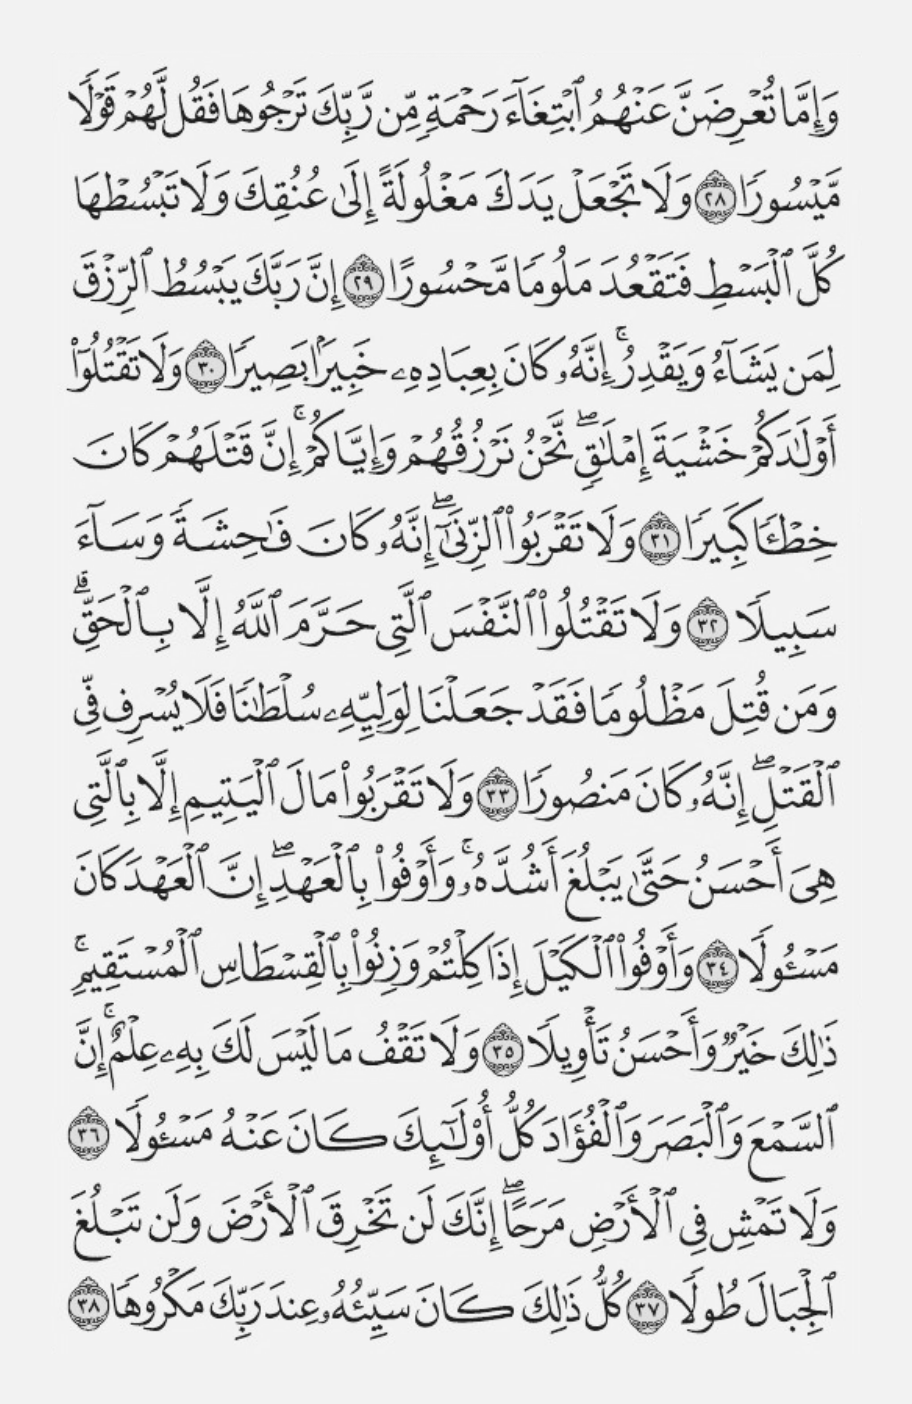 وَإِمَّا تُعۡرِضَنَّ عَنۡهُمُ ٱبۡتِغَآءَ رَحۡمَةٖ مِّن رَّبِّكَ تَرۡجُوهَا فَقُل لَّهُمۡ قَوۡلٗا
مَّيۡسُورٗا ٢٨ وَلَا تَجۡعَلۡ يَدَكَ مَغۡلُولَةً إِلَىٰ عُنُقِكَ وَلَا تَبۡسُطۡهَا
كُلَّ ٱلۡبَسۡطِ فَتَقۡعُدَ مَلُومٗا مَّحۡسُورًا ٢٩ إِنَّ رَبَّكَ يَبۡسُطُ ٱلرِّزۡقَ
لِمَن يَشَآءُ وَيَقۡدِرُۚ إِنَّهُۥ كَانَ بِعِبَادِهِۦ خَبِيرَۢا بَصِيرٗا ٣٠ وَلَا تَقۡتُلُوٓاْ
أَوۡلَٰدَكُمۡ خَشۡيَةَ إِمۡلَٰقٖۖ نَّحۡنُ نَرۡزُقُهُمۡ وَإِيَّاكُمۡۚ إِنَّ قَتۡلَهُمۡ كَانَ
خِطۡـٔٗا كَبِيرٗا ٣١ وَلَا تَقۡرَبُواْ ٱلزِّنَىٰٓۖ إِنَّهُۥ كَانَ فَٰحِشَةٗ وَسَآءَ
سَبِيلٗا ٣٢ وَلَا تَقۡتُلُواْ ٱلنَّفۡسَ ٱلَّتِي حَرَّمَ ٱللَّهُ إِلَّا بِٱلۡحَقِّۗ
وَمَن قُتِلَ مَظۡلُومٗا فَقَدۡ جَعَلۡنَا لِوَلِيِّهِۦ سُلۡطَٰنٗا فَلَا يُسۡرِف فِّي
ٱلۡقَتۡلِۖ إِنَّهُۥ كَانَ مَنصُورٗا ٣٣ وَلَا تَقۡرَبُواْ مَالَ ٱلۡيَتِيمِ إِلَّا بِٱلَّتِي
هِيَ أَحۡسَنُ حَتَّىٰ يَبۡلُغَ أَشُدَّهُۥۚ وَأَوۡفُواْ بِٱلۡعَهۡدِۖ إِنَّ ٱلۡعَهۡدَ كَانَ
مَسۡـُٔولٗا ٣٤ وَأَوۡفُواْ ٱلۡكَيۡلَ إِذَا كِلۡتُمۡ وَزِنُواْ بِٱلۡقِسۡطَاسِ ٱلۡمُسۡتَقِيمِۚ
ذَٰلِكَ خَيۡرٞ وَأَحۡسَنُ تَأۡوِيلٗا ٣٥ وَلَا تَقۡفُ مَا لَيۡسَ لَكَ بِهِۦ عِلۡمٌۚ إِنَّ
ٱلسَّمۡعَ وَٱلۡبَصَرَ وَٱلۡفُؤَادَ كُلُّ أُوْلَٰٓئِكَ كَانَ عَنۡهُ مَسۡـُٔولٗا ٣٦
وَلَا تَمۡشِ فِي ٱلۡأَرۡضِ مَرَحًاۖ إِنَّكَ لَن تَخۡرِقَ ٱلۡأَرۡضَ وَلَن تَبۡلُغَ
ٱلۡجِبَالَ طُولٗا ٣٧ كُلُّ ذَٰلِكَ كَانَ سَيِّئُهُۥ عِندَ رَبِّكَ مَكۡرُوهٗا ٣٨